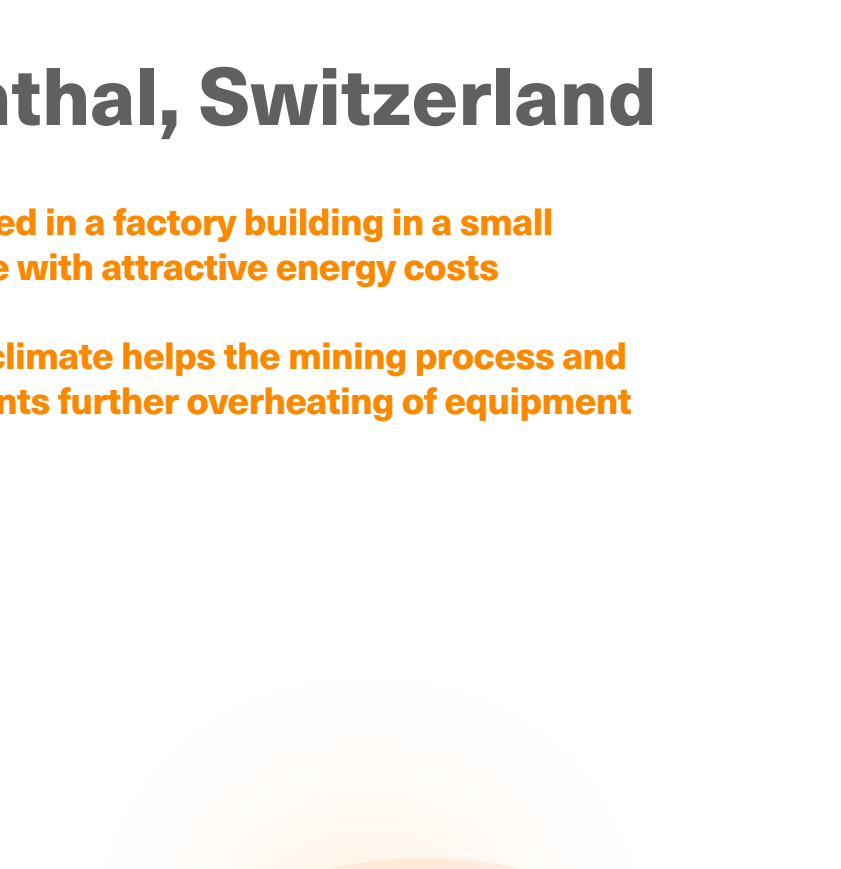 nthal, Switzerland
ed in a factory building in a small
e with attractive energy costs
climate helps the mining process and
nts further overheating of equipment